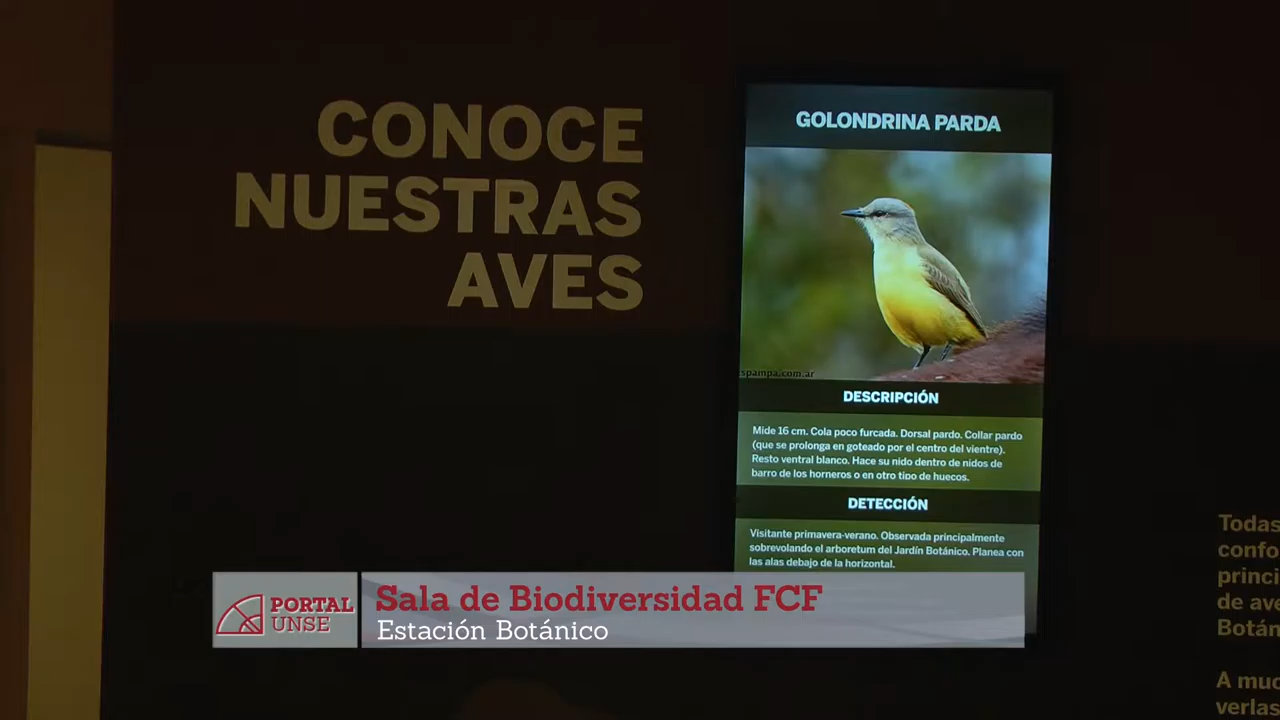 CONOCE
NUESTRAS
AVES
GOLONDRINA PARDA
spampa.com.ar
DESCRIPCIÓN
Mide 16 cm. Cola poco furcada. Dorsal pardo. Collar pardo
(que se prolonga en goteado por el centro del vientre).
Resto ventral blanco. Hace su nido dentro de nidos de
barro de los horneros o en otro tipo de huecos.
DETECCIÓN
Visitante primavera-verano. Observada principalmente
sobrevolando el arboretum del Jardín Botánico. Planea con
las alas debajo de la horizontal.
Todas
confo
princi
de ave
Botán
A muc
verlas
PORTAL
UNSE
Sala de Biodiversidad FCF
Estación Botánico